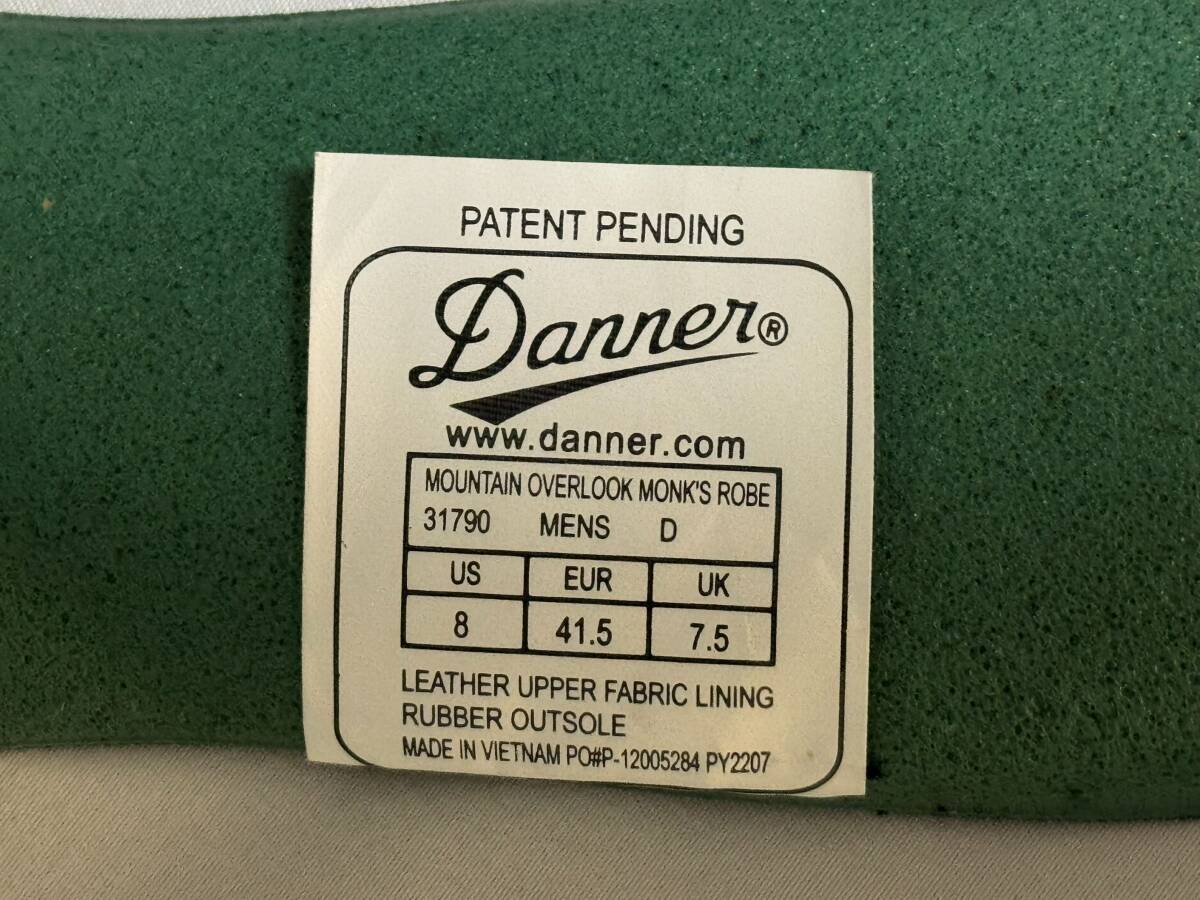 PATENT PENDING
Danner®
www.danner.com
MOUNTAIN OVERLOOK MONK'S ROBE
31790 MENS D
US EUR UK
8 41.5 7.5
LEATHER UPPER FABRIC LINING
RUBBER OUTSOLE
MADE IN VIETNAM PO#P-12005284 PY2207